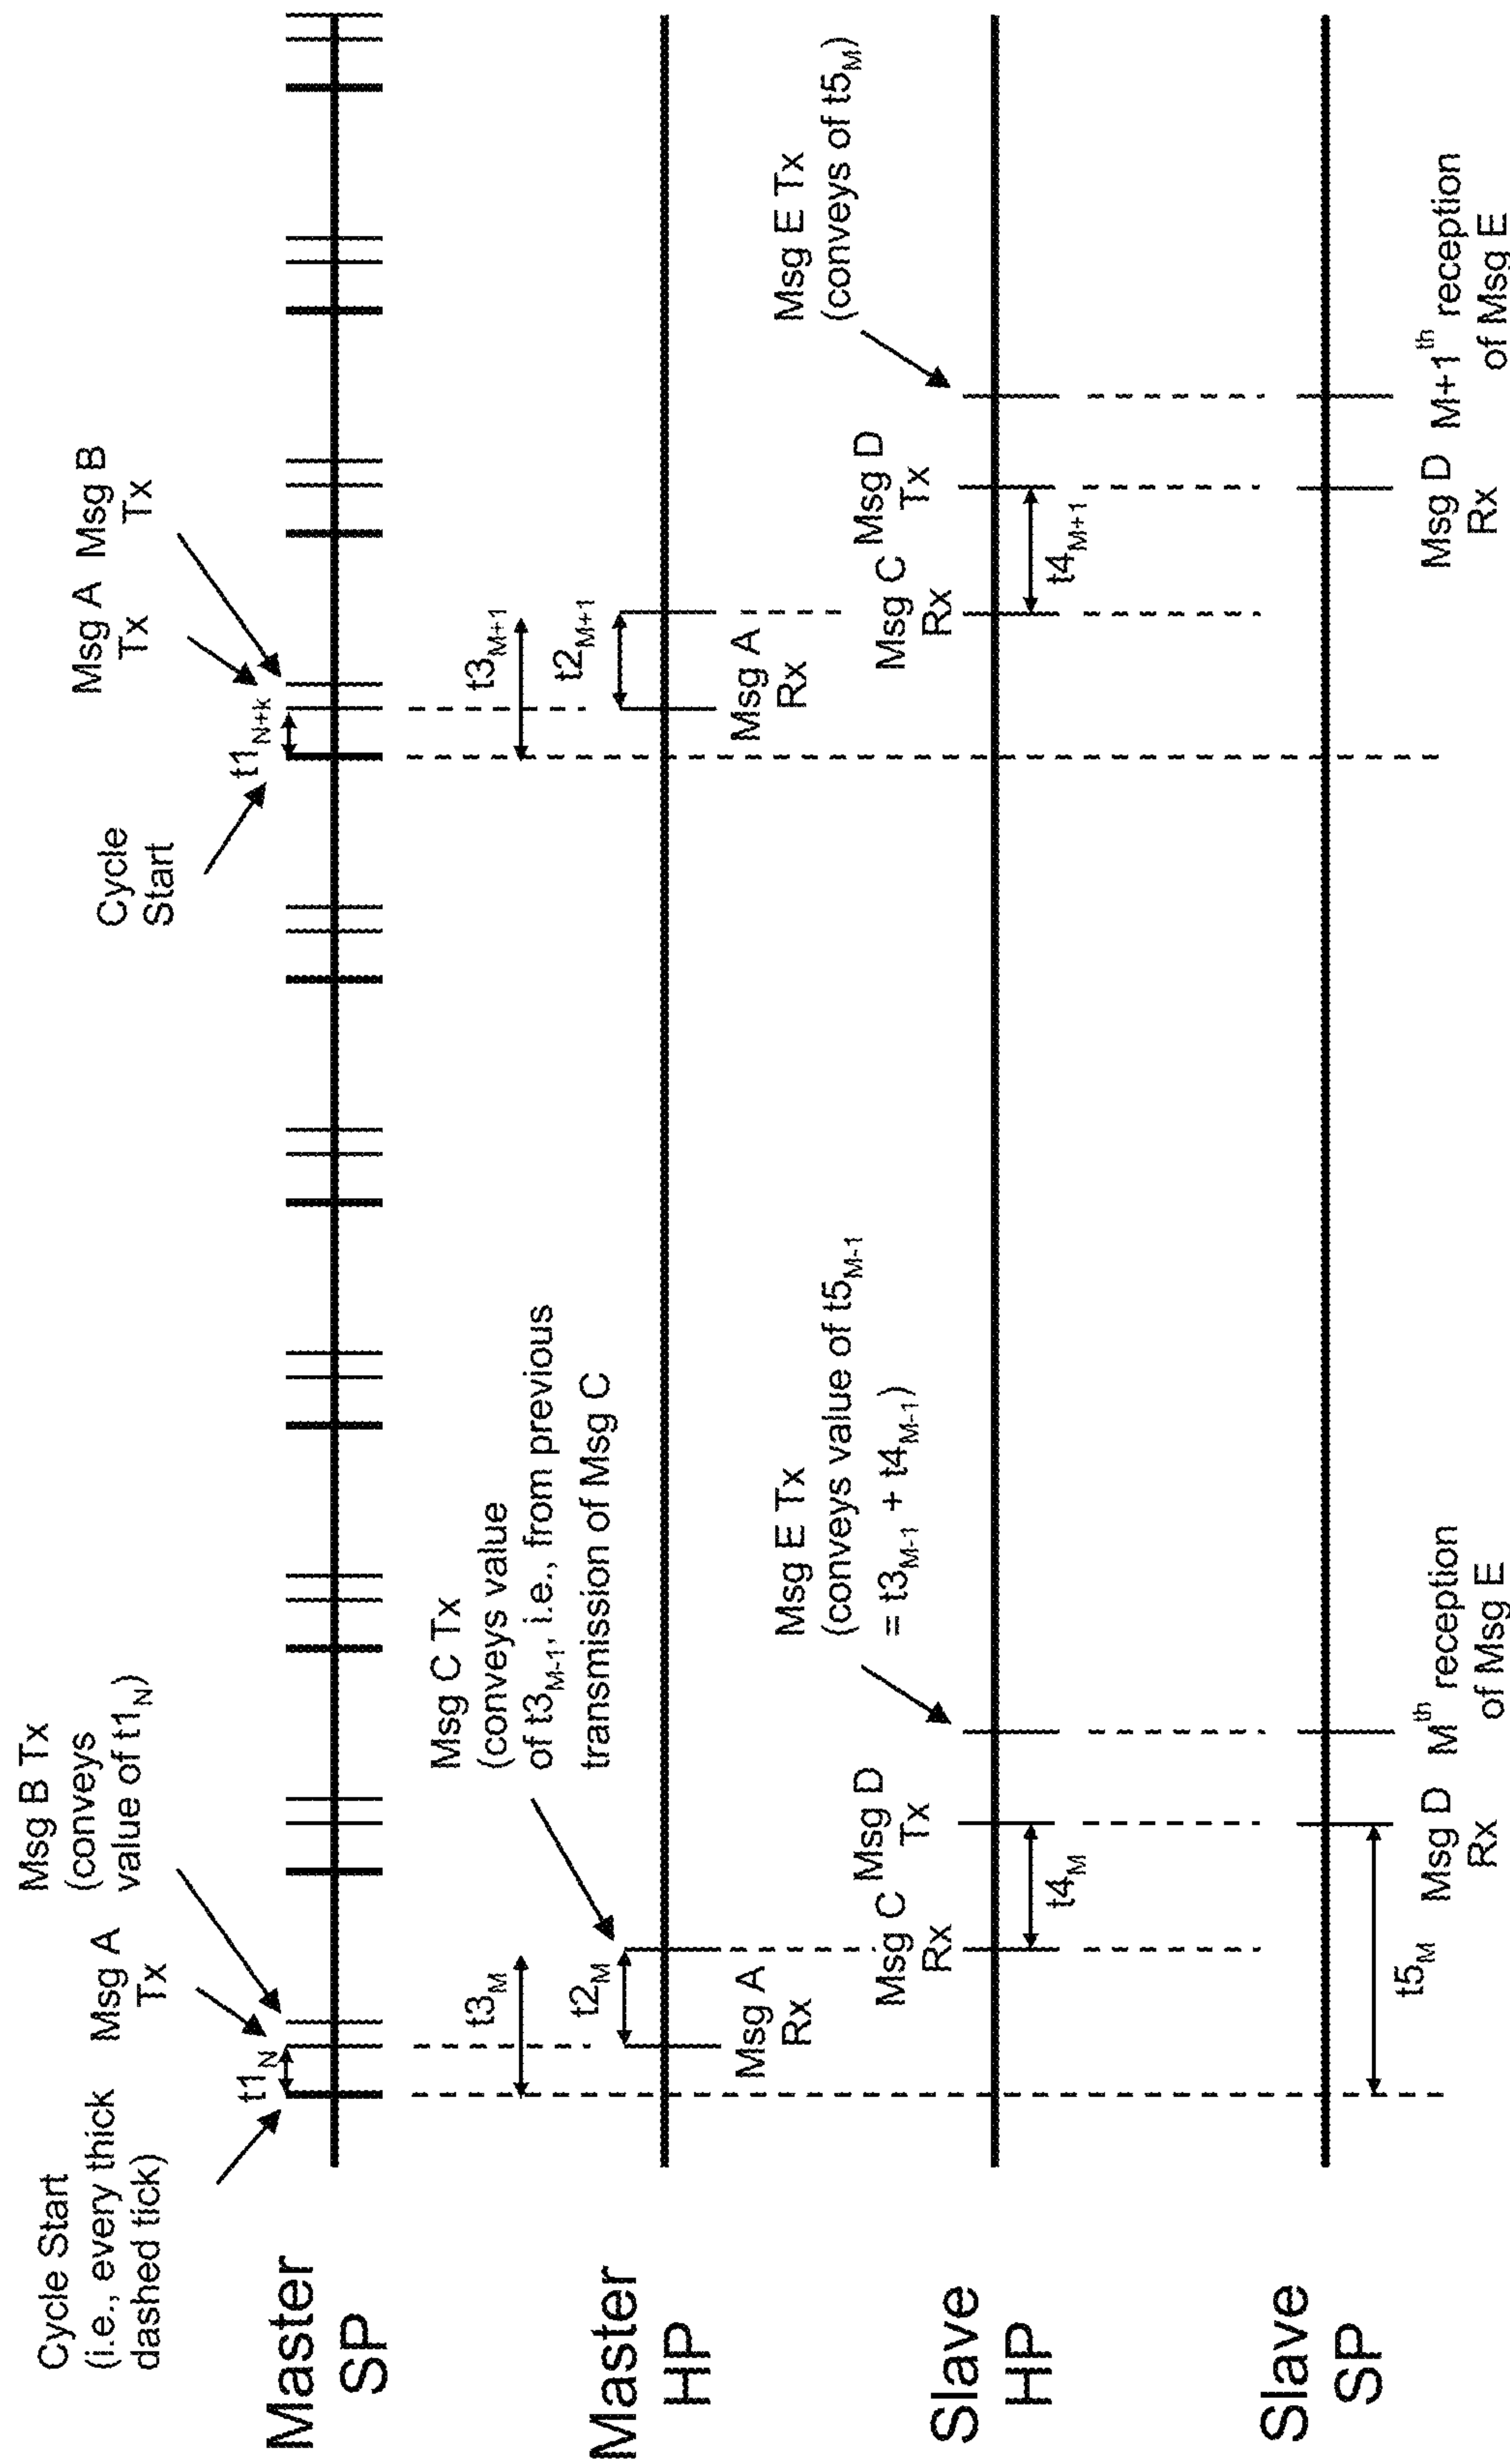 Cycle Start
(i.e., every thick
dashed tick)
t1N
Msg A
Tx
Msg B Tx
(conveys
value of t1N)
Cycle
Start
t1N+k
Msg A
Tx
Msg B
Tx
Master
SP
t3M
t2M
Msg A
Rx
Msg C Tx
(conveys value
of t3M-1, i.e., from previous
transmission of Msg C
t3M+1
t2M+1
Msg A
Rx
Master
HP
Msg C
Rx
Msg D
Tx
t4M
Msg E Tx
(conveys value of t5M-1
= t3M-1 + t4M-1)
Msg C
Rx
Msg D
Tx
t4M+1
Msg E Tx
(conveys of t5M)
Slave
HP
Slave
SP
t5M
Msg D
Rx
Mth reception
of Msg E
Msg D
Rx
M+1th reception
of Msg E